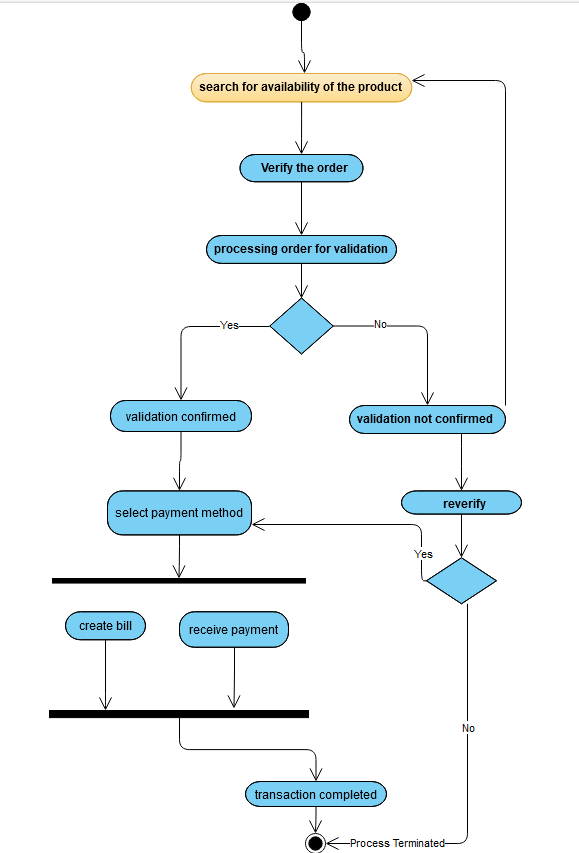 search for availability of the product
Verify the order
processing order for validation
Yes
No
validation confirmed
validation not confirmed
select payment method
reverify
Yes
create bill
receive payment
No
transaction completed
Process Terminated